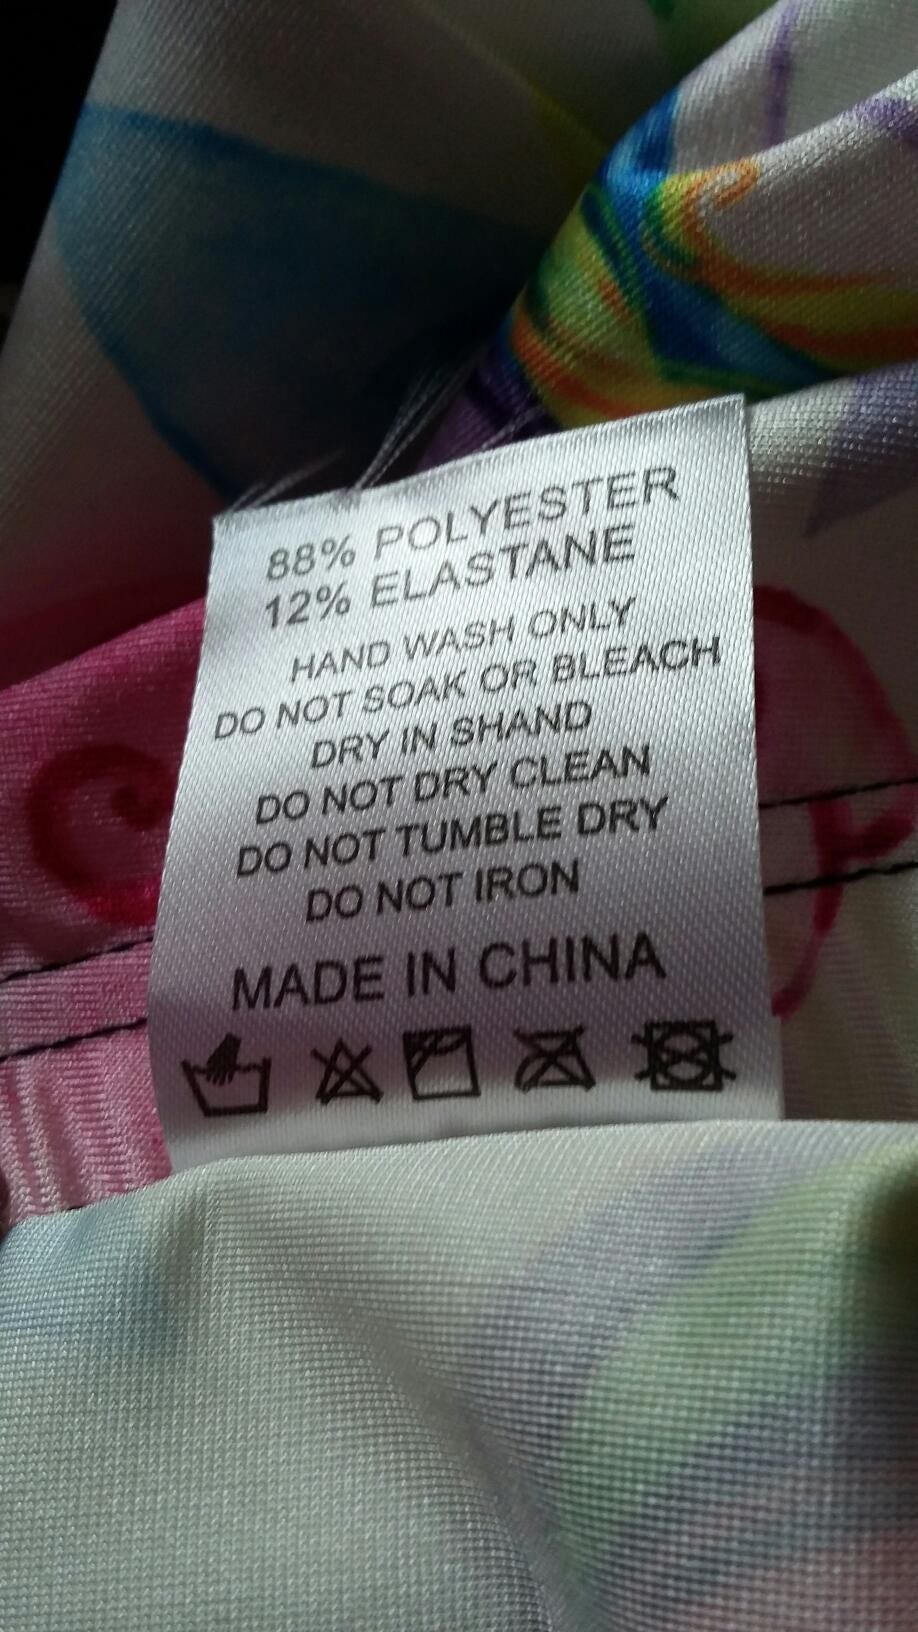 88% POLYESTER
12% ELASTANE
HAND WASH ONLY
DO NOT SOAK OR BLEACH
DRY IN SHAND
DO NOT DRY CLEAN
DO NOT TUMBLE DRY
DO NOT IRON
MADE IN CHINA